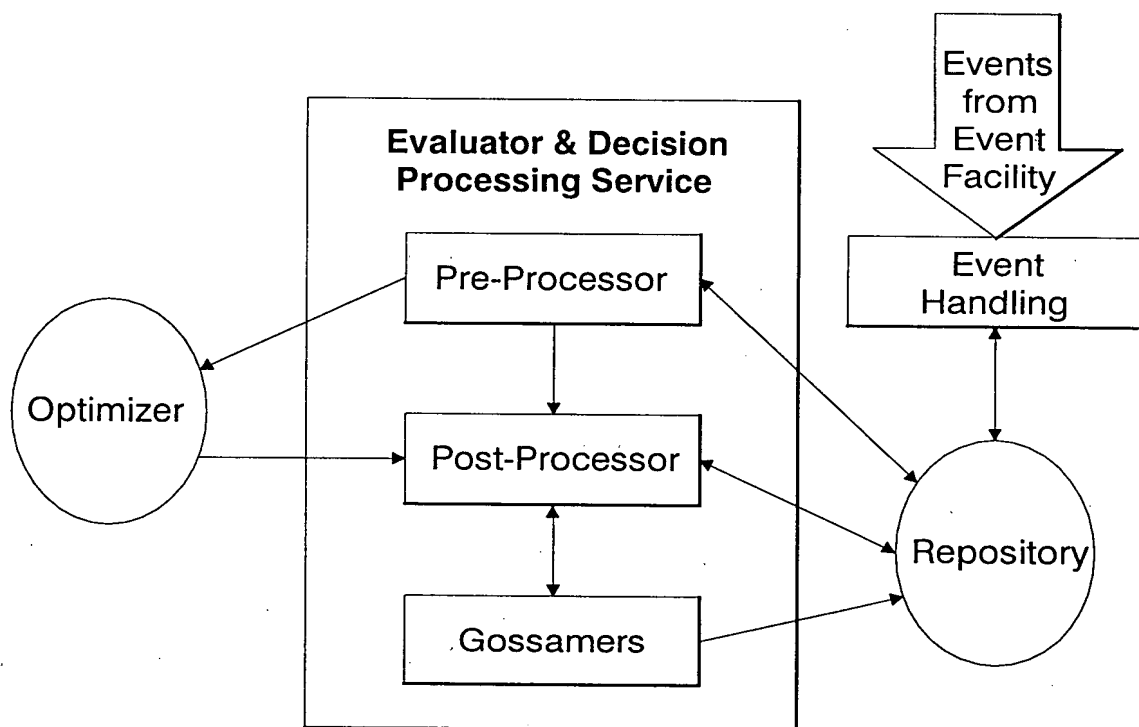 Events
from
Event
Facility
Evaluator & Decision
Processing Service
Pre-Processor
Event
Handling
Optimizer
Post-Processor
Repository
Gossamers